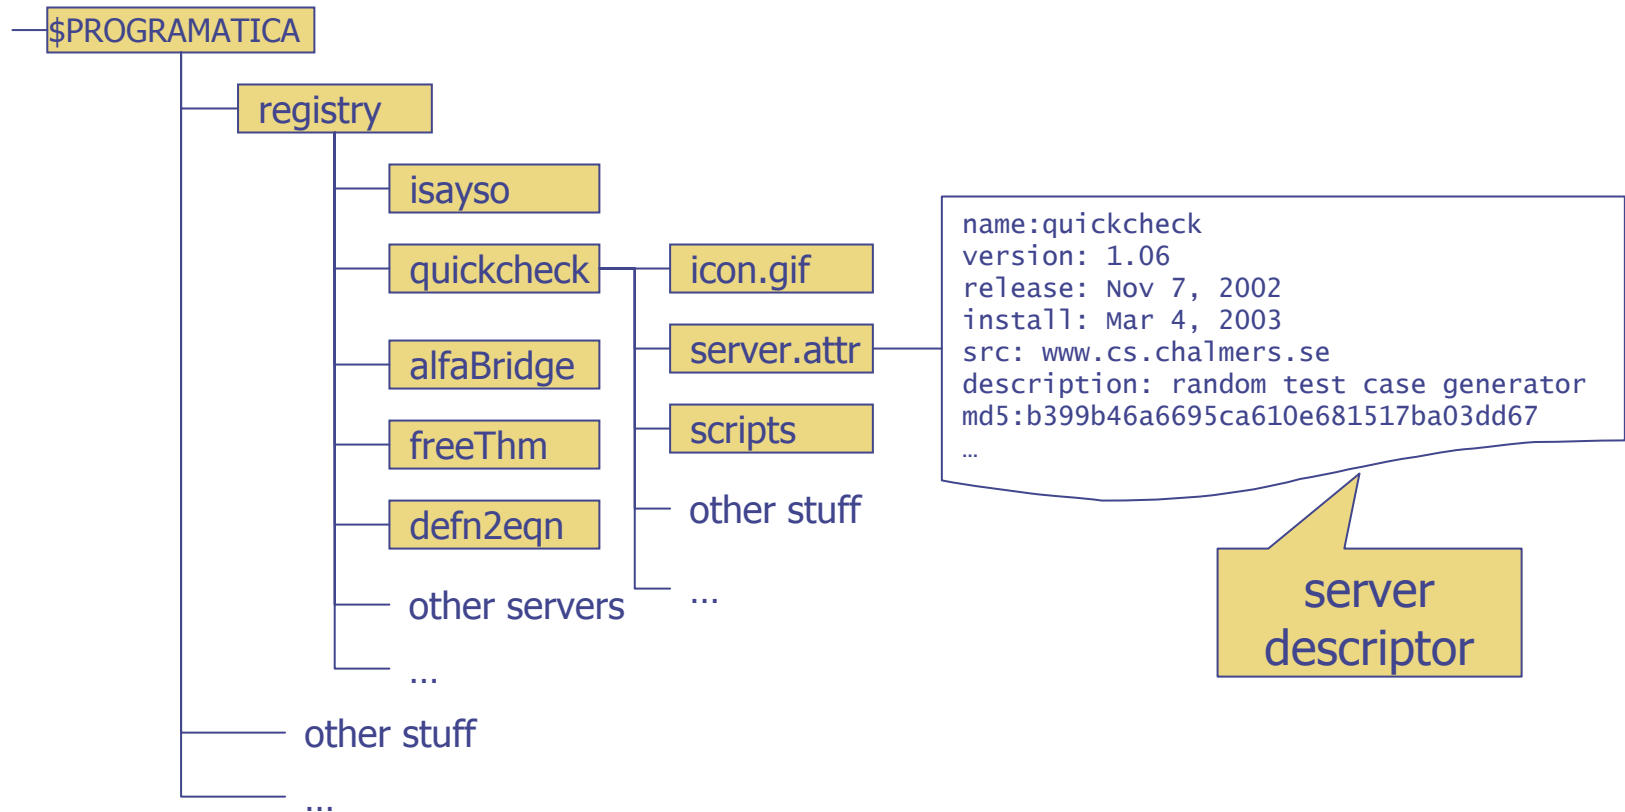 $PROGRAMATICA
registry
isayso
quickcheck
icon.gif
server.attr
scripts
other stuff
...
name:quickcheck
version: 1.06
release: Nov 7, 2002
install: Mar 4, 2003
src: www.cs.chalmers.se
description: random test case generator
md5:b399b46a6695ca610e681517ba03dd67
…
server
descriptor
alfaBridge
freeThm
defn2eqn
other servers
...
other stuff
...